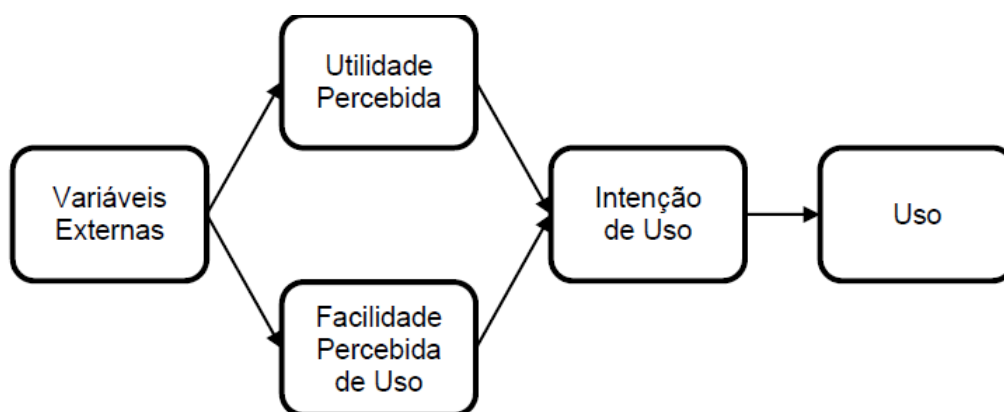 Variáveis
Externas
Utilidade
Percebida
Facilidade
Percebida
de Uso
Intenção
de Uso
Uso